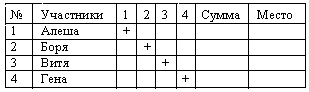 № Участники 1 2 3 4 Сумма Место
1 Алеша +
2 Боря +
3 Витя +
4 Гена +